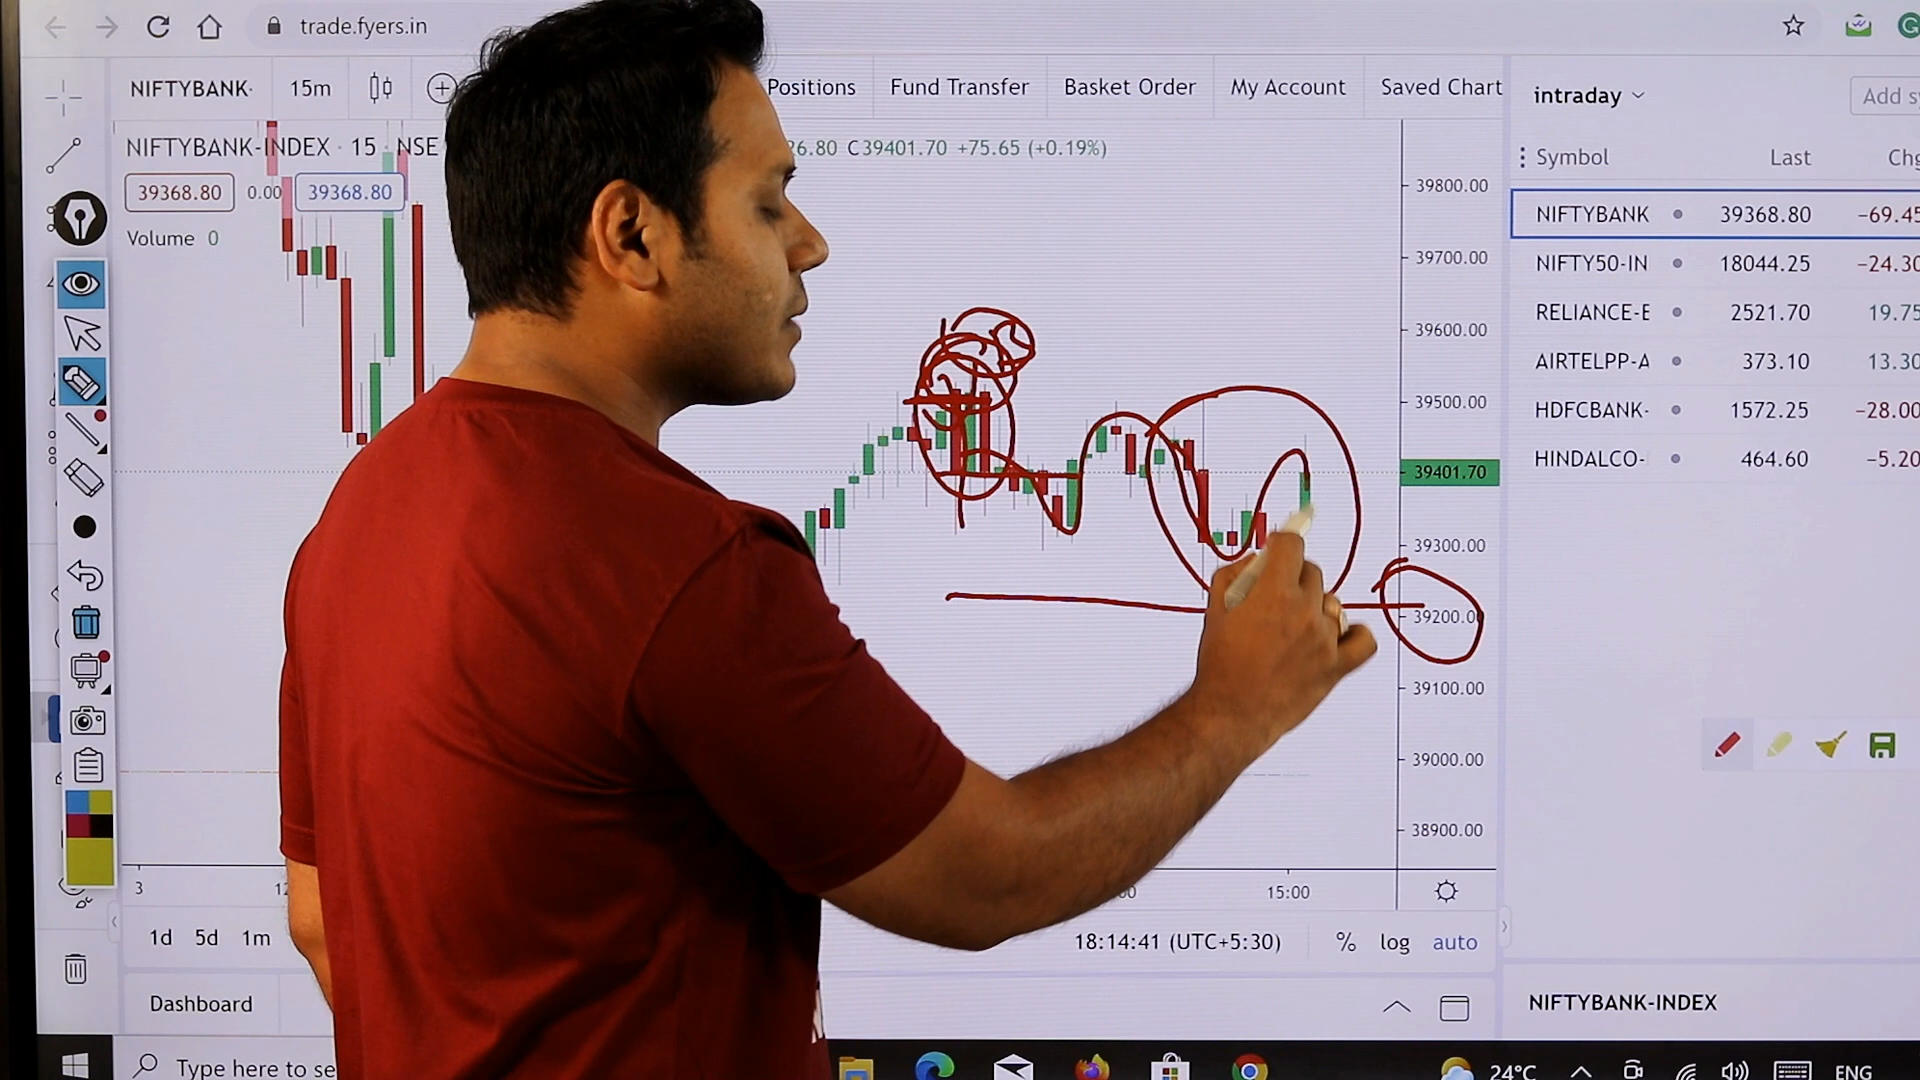 trade.fyers.in
NIFTYBANK· 15m Positions Fund Transfer Basket Order My Account Saved Chart
intraday Add sy
NIFTYBANK-INDEX · 15 · NSE 26.80 C39401.70 +75.65 (+0.19%)
39368.80 0.00 39368.80
Volume 0
Symbol Last Chg
NIFTYBANK 39368.80 −69.45
NIFTY50-IN 18044.25 −24.30
RELIANCE-E 2521.70 19.75
AIRTELPP-A 373.10 13.30
HDFCBANK- 1572.25 −28.00
HINDALCO- 464.60 −5.20
39800.00
39700.00
39600.00
39500.00
39401.70
39300.00
39200.00
39100.00
39000.00
38900.00
3 12 00 15:00
1d 5d 1m 18:14:41 (UTC+5:30) % log auto
Dashboard
NIFTYBANK-INDEX
Type here to se 24°C ENG